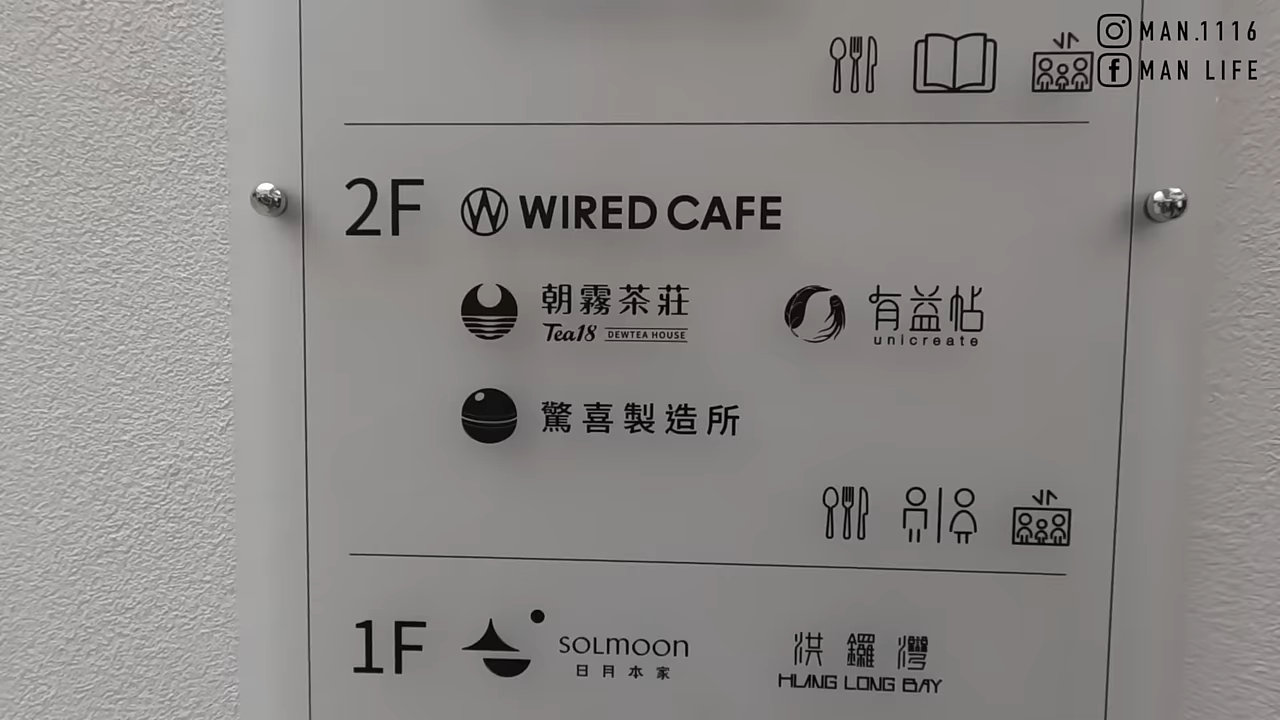 MAN.1116
MAN LIFE
2F WIRED CAFE
朝霧茶莊
Tea18 DEWTEA HOUSE
有益帖
unicreate
驚喜製造所
1F SOLMOON
日月本家
洪鑼灣
HUANG LONG BAY